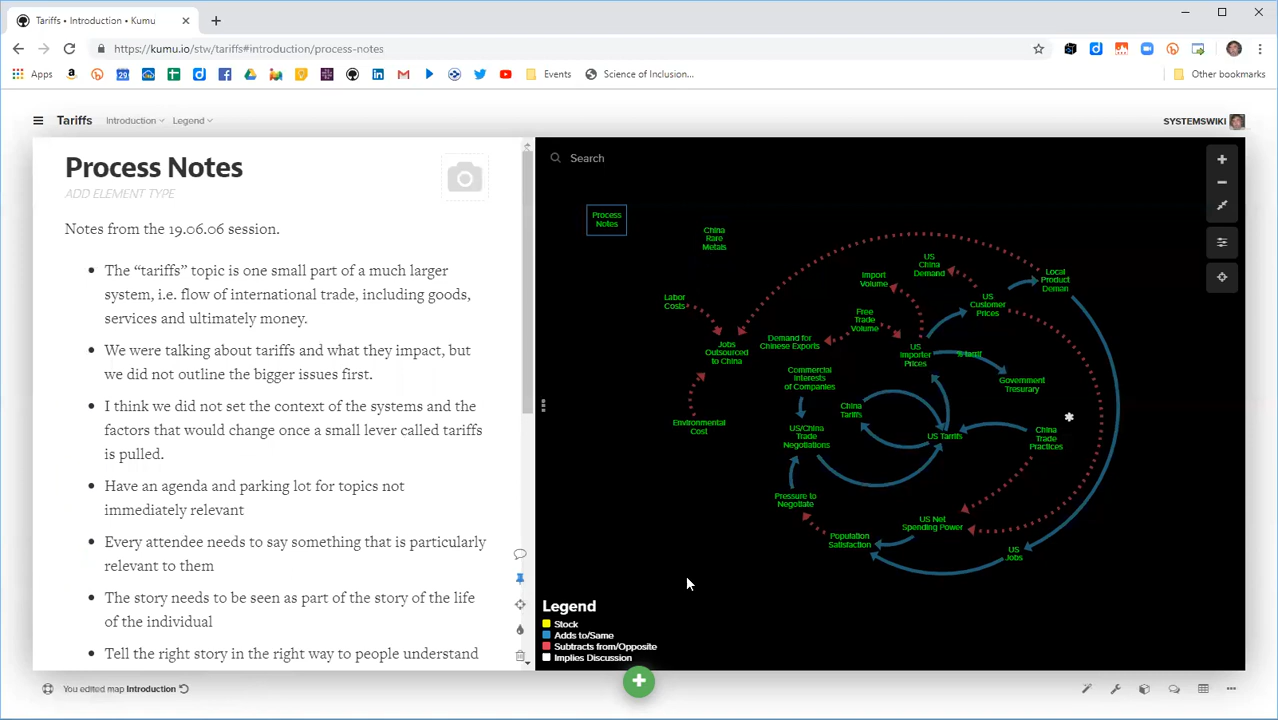 Tariffs • Introduction • Kumu
https://kumu.io/stw/tariffs#introduction/process-notes
Apps
29
Events
Science of Inclusion...
Other bookmarks
Tariffs
Introduction
Legend
SYSTEMSWIKI
Process Notes
ADD ELEMENT TYPE
Notes from the 19.06.06 session.
The “tariffs” topic is one small part of a much larger
system, i.e. flow of international trade, including goods,
services and ultimately money.
We were talking about tariffs and what they impact, but
we did not outline the bigger issues first.
I think we did not set the context of the systems and the
factors that would change once a small lever called tariffs
is pulled.
Have an agenda and parking lot for topics not
immediately relevant
Every attendee needs to say something that is particularly
relevant to them
The story needs to be seen as part of the story of the life
of the individual
Tell the right story in the right way to people understand
Search
Process
Notes
China
Rare
Metals
US
China
Demand
Import
Volume
Local
Product
Deman
Labor
Costs
US
Customer
Prices
Free
Trade
Volume
Jobs
Outsourced
to China
Demand for
Chinese Exports
US
Importer
Prices
% tarrif
Commercial
Interests
of Companies
Government
Tresurary
China
Tariffs
Environmental
Cost
US/China
Trade
Negotiations
US Tarrifs
China
Trade
Practices
Pressure to
Negotiate
US Net
Spending Power
Population
Satisfaction
US
Jobs
Legend
Stock
Adds to/Same
Subtracts from/Opposite
Implies Discussion
You edited map Introduction